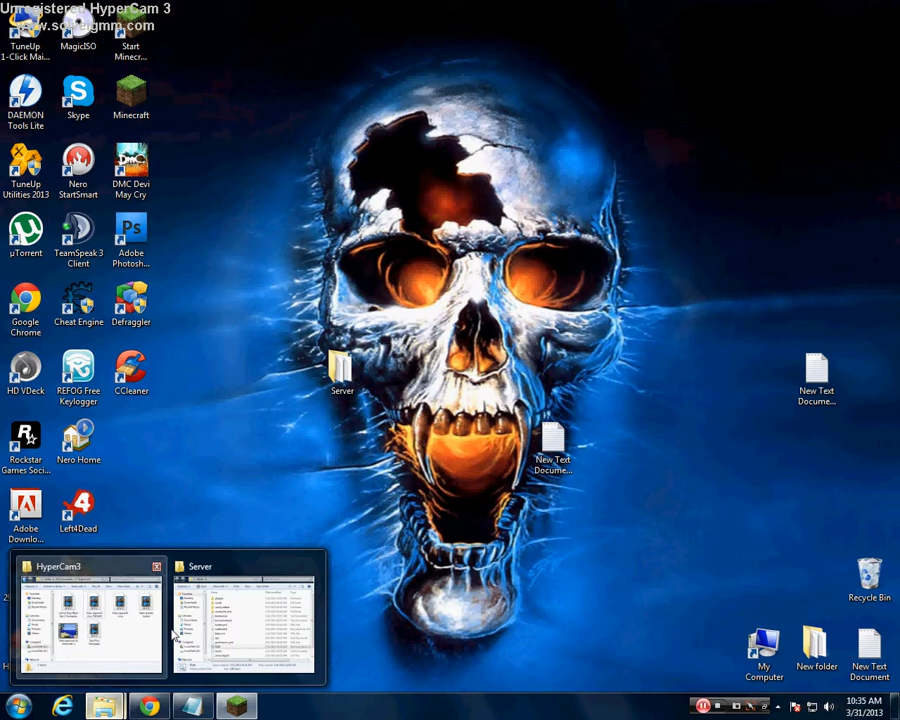 Unregistered HyperCam 3
www.solveigmm.com
TuneUp
1-Click Mai...
MagicISO
Start
Minecr...
DAEMON
Tools Lite
Skype
Minecraft
TuneUp
Utilities 2013
Nero
StartSmart
DMC Devi
May Cry
µTorrent
TeamSpeak 3
Client
Ps
Adobe
Photosh...
Google
Chrome
Cheat Engine
Defraggler
HD VDeck
REFOG Free
Keylogger
CCleaner
Rockstar
Games Soci...
Nero Home
Adobe
Downlo...
Left4Dead
Server
New Text
Docume...
New Text
Docume...
HyperCam3
Server
Recycle Bin
My
Computer
New folder
New Text
Document
10:35 AM
3/31/2013